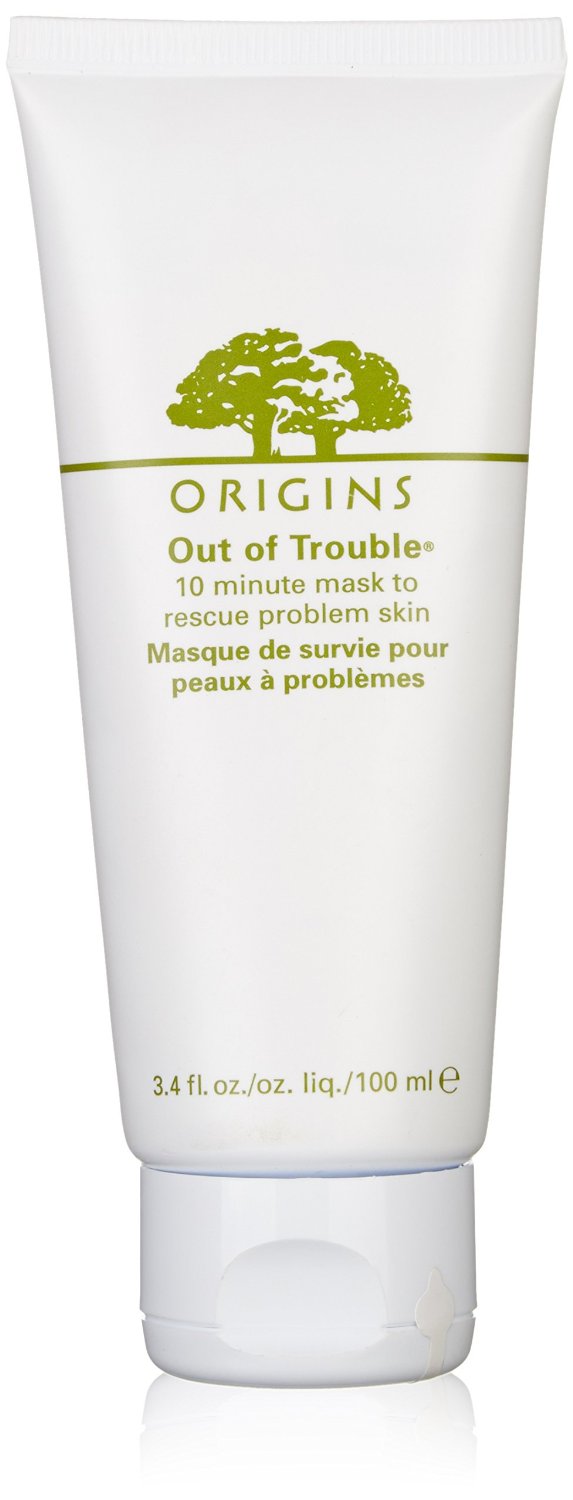 ORIGINS
Out of Trouble®
10 minute mask to
rescue problem skin
Masque de survie pour
peaux à problèmes
3.4 fl. oz./oz. liq./100 ml ℮